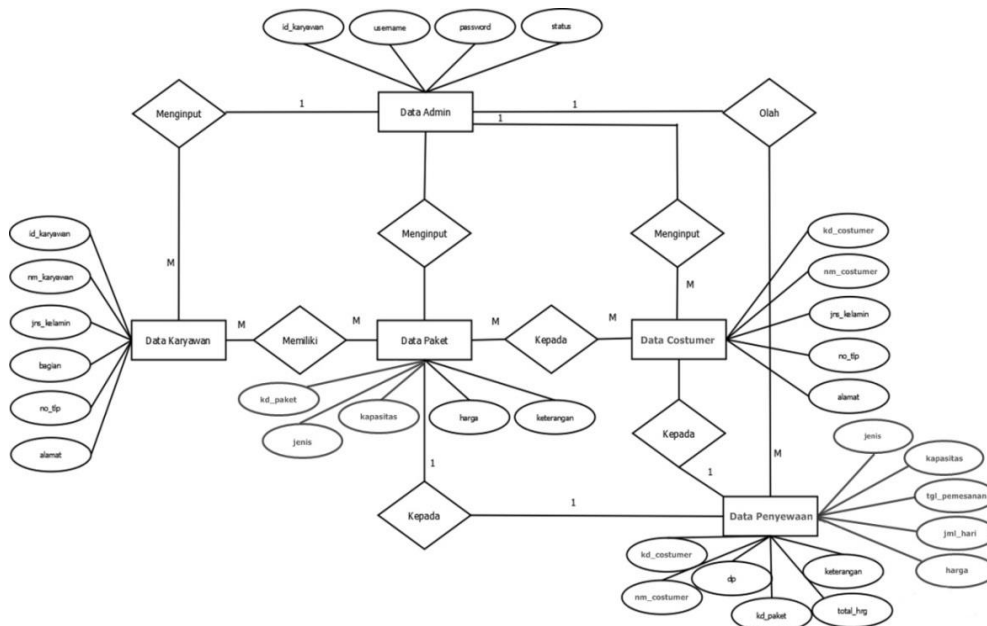 id_karyawan
username
password
status
Menginput
1
Data Admin
1
1
Olah
Menginput
Menginput
M
M
id_karyawan
nm_karyawan
jns_kelamin
bagian
no_tlp
alamat
Data Karyawan
M
Memiliki
M
Data Paket
M
Kepada
M
Data Costumer
kd_costumer
nm_costumer
jns_kelamin
no_tlp
alamat
kd_paket
jenis
kapasitas
harga
keterangan
Kepada
1
M
1
Kepada
1
Data Penyewaan
jenis
kapasitas
tgl_pemesanan
jml_hari
harga
kd_costumer
nm_costumer
dp
kd_paket
total_hrg
keterangan